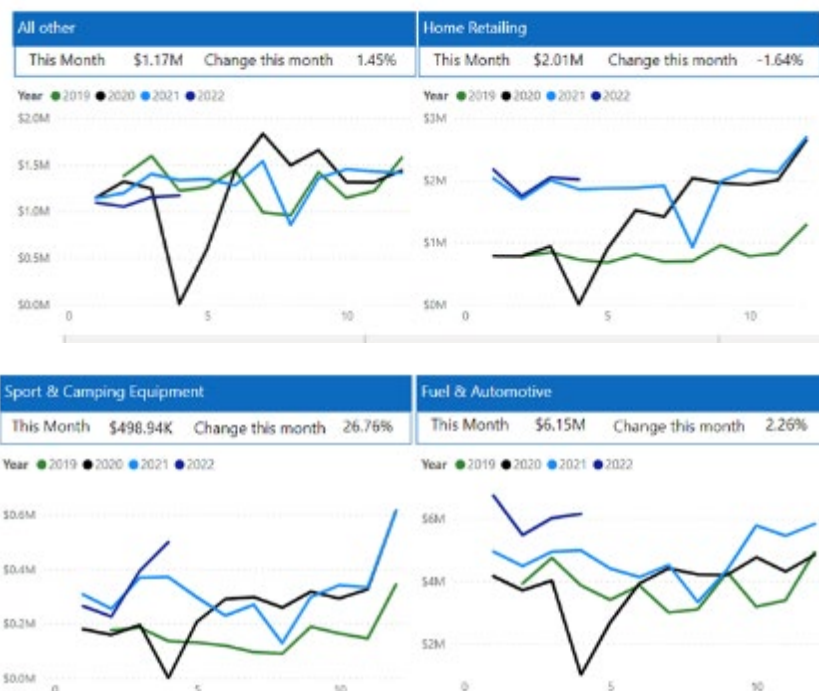 All other
This Month $1.17M Change this month 1.45%
Year 2019 2020 2021 2022
$2.0M
$1.5M
$1.0M
$0.5M
$0.0M
0 5 10
Home Retailing
This Month $2.01M Change this month -1.64%
Year 2019 2020 2021 2022
$3M
$2M
$1M
$0M
0 5 10
Sport & Camping Equipment
This Month $498.94K Change this month 26.76%
Year 2019 2020 2021 2022
$0.6M
$0.4M
$0.2M
$0.0M
0 5 10
Fuel & Automotive
This Month $6.15M Change this month 2.26%
Year 2019 2020 2021 2022
$6M
$4M
$2M
0 5 10